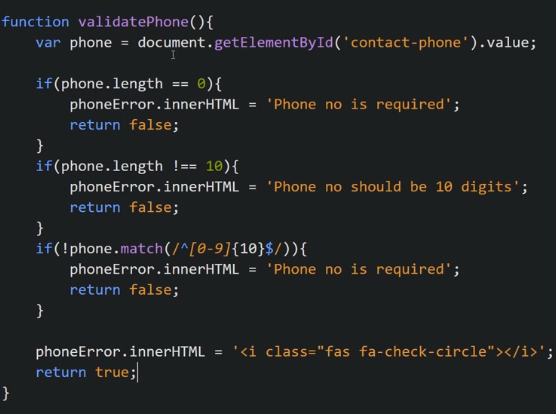 function validatePhone(){
    var phone = document.getElementById('contact-phone').value;

    if(phone.length == 0){
        phoneError.innerHTML = 'Phone no is required';
        return false;
    }
    if(phone.length !== 10){
        phoneError.innerHTML = 'Phone no should be 10 digits';
        return false;
    }
    if(!phone.match(/^[0-9]{10}$/)){
        phoneError.innerHTML = 'Phone no is required';
        return false;
    }

    phoneError.innerHTML = '<i class="fas fa-check-circle"></i>';
    return true;
}